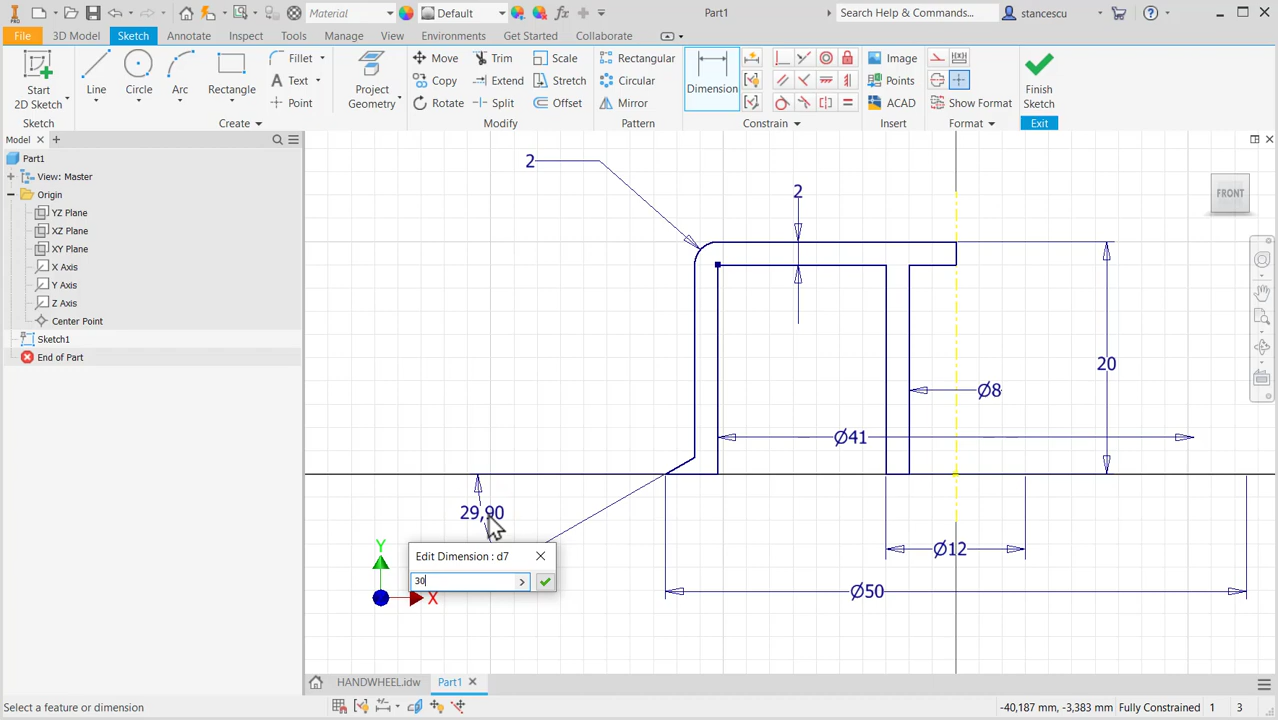 PRO
Material
Default
Part1
Search Help & Commands...
stancescu
File
3D Model
Sketch
Annotate
Inspect
Tools
Manage
View
Environments
Get Started
Collaborate
Start
2D Sketch
Line
Circle
Arc
Rectangle
Fillet
Text
Point
Project
Geometry
Move
Copy
Rotate
Trim
Extend
Split
Scale
Stretch
Offset
Rectangular
Circular
Mirror
Dimension
Image
Points
ACAD
Show Format
Finish
Sketch
Sketch
Create
Modify
Pattern
Constrain
Insert
Format
Exit
Model
Part1
View: Master
Origin
YZ Plane
XZ Plane
XY Plane
X Axis
Y Axis
Z Axis
Center Point
Sketch1
End of Part
FRONT
2
2
20
Ø8
Ø41
29,90
Ø12
Ø50
Edit Dimension : d7
30
Y
X
HANDWHEEL.idw
Part1
Select a feature or dimension
-40,187 mm, -3,383 mm
Fully Constrained
1
3